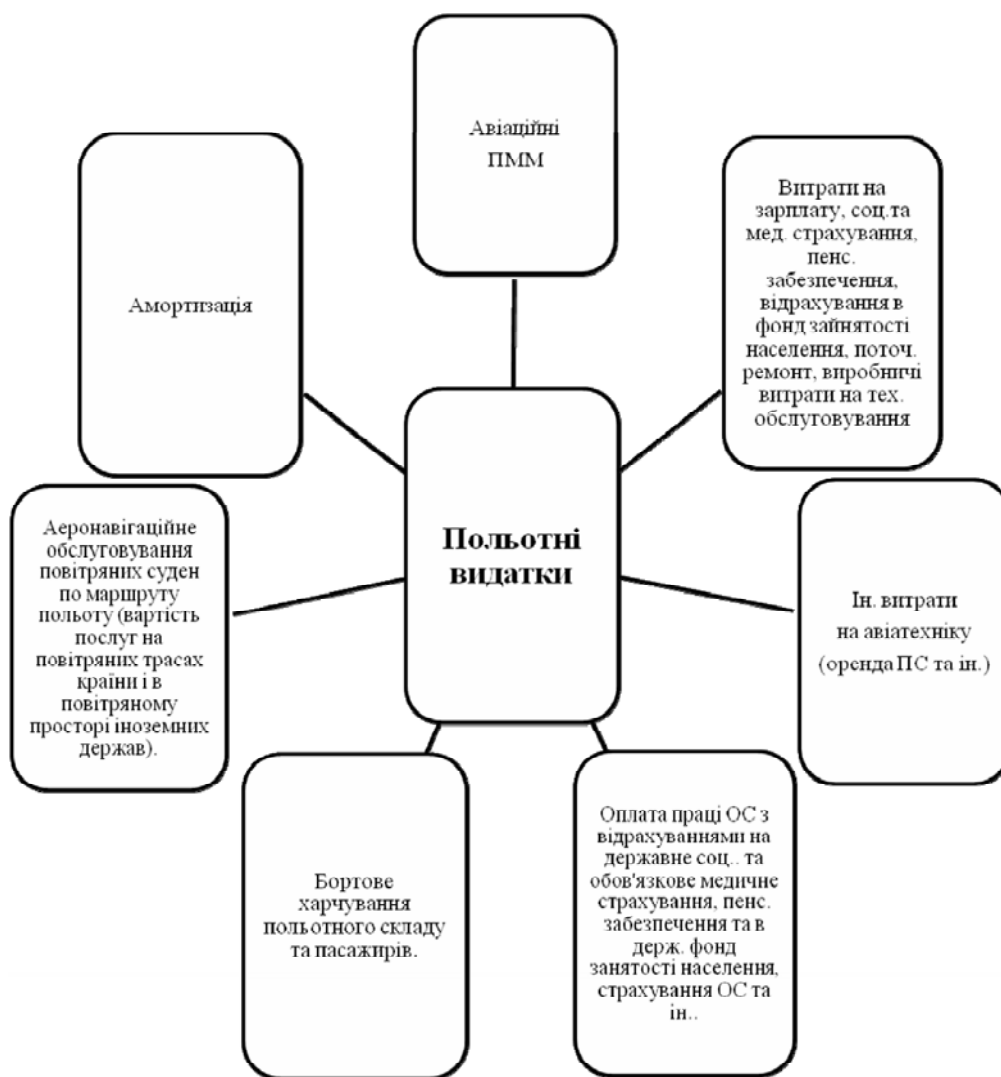 Авіаційні
ПММ
Витрати на
зарплату, соц.та
мед. страхування,
пенс.
забезпечення,
відрахування в
фонд зайнятості
населення, поточ.
ремонт, виробничі
витрати на тех.
обслуговування
Ін. витрати
на авіатехніку
(оренда ПС та ін.)
Оплата праці ОС з
відрахуваннями на
державне соц.. та
обов'язкове медичне
страхування, пенс.
забезпечення та в
держ. фонд
занятості населення,
страхування ОС та
ін..
Бортове
харчування
польотного складу
та пасажирів.
Аеронавігаційне
обслуговування
повітряних суден
по маршруту
польоту (вартість
послуг на
повітряних трасах
країни і в
повітряному
просторі іноземних
держав).
Амортизація
Польотні
видатки